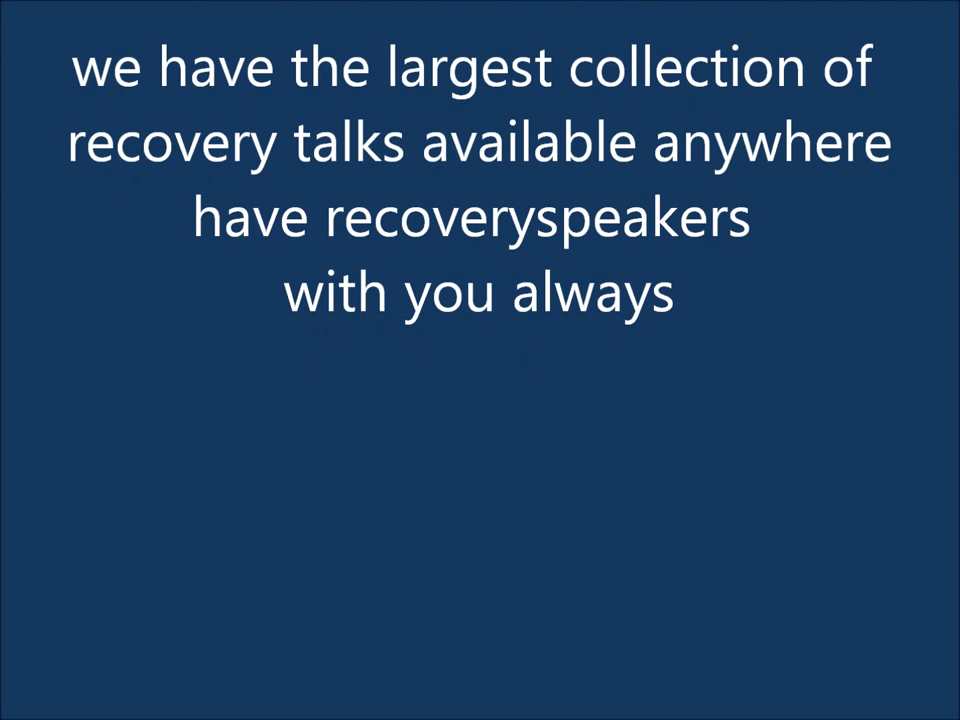 we have the largest collection of
recovery talks available anywhere
have recoveryspeakers
with you always